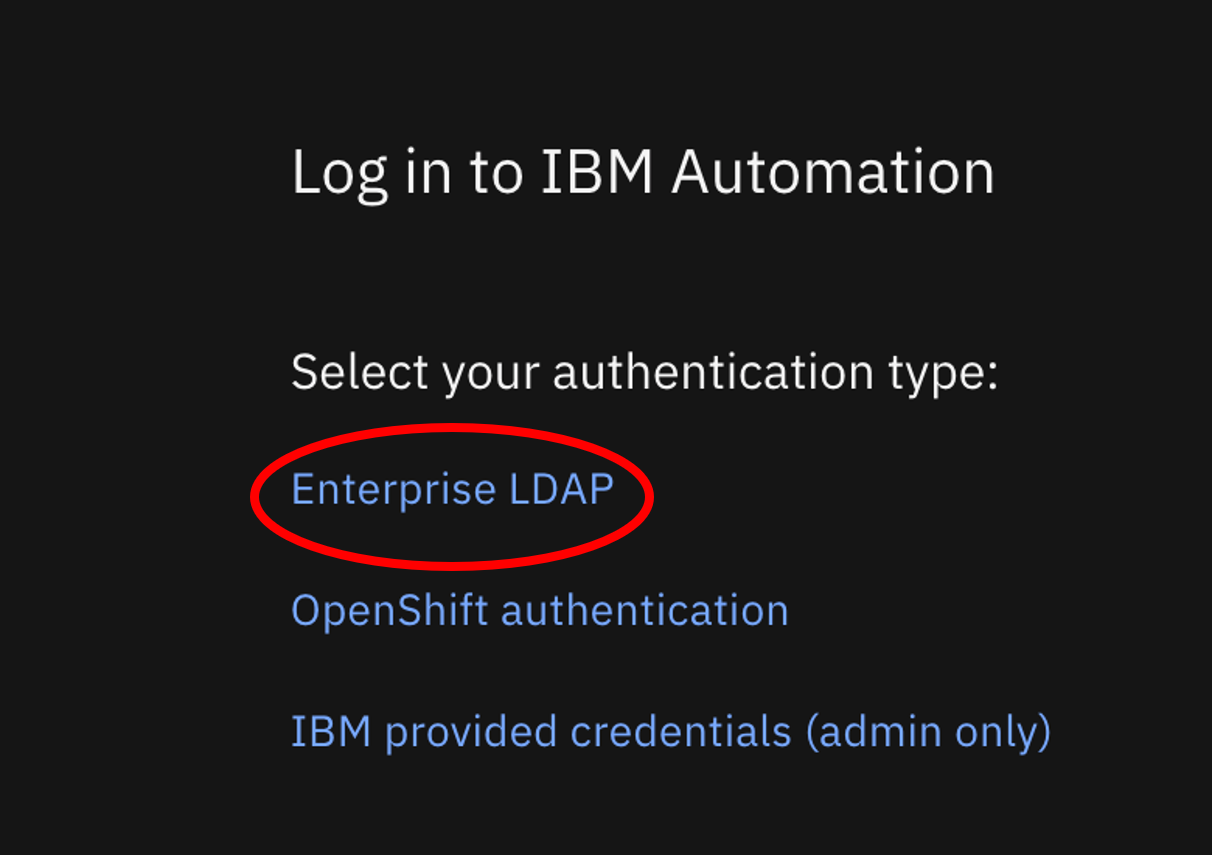 Log in to IBM Automation
Select your authentication type:
Enterprise LDAP
OpenShift authentication
IBM provided credentials (admin only)